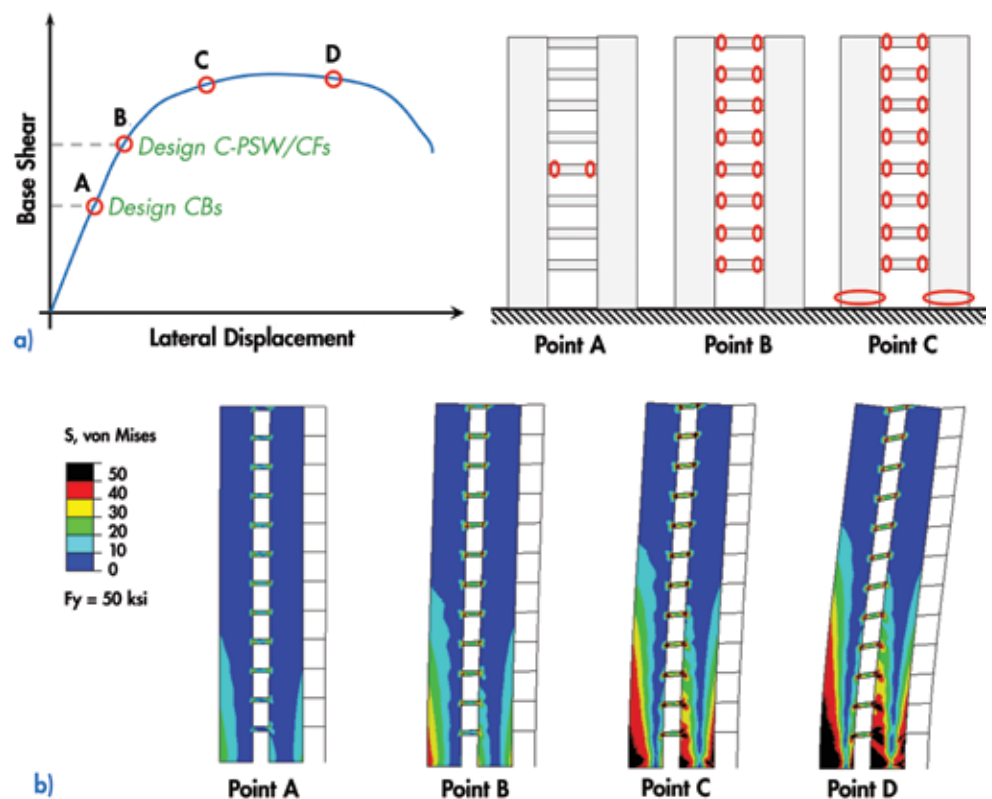 Base Shear
A
B
C
D
Design C-PSW/CFs
Design CBs
Lateral Displacement
a)
Point A
Point B
Point C
S, von Mises
50
40
30
20
10
0
Fy = 50 ksi
b)
Point A
Point B
Point C
Point D